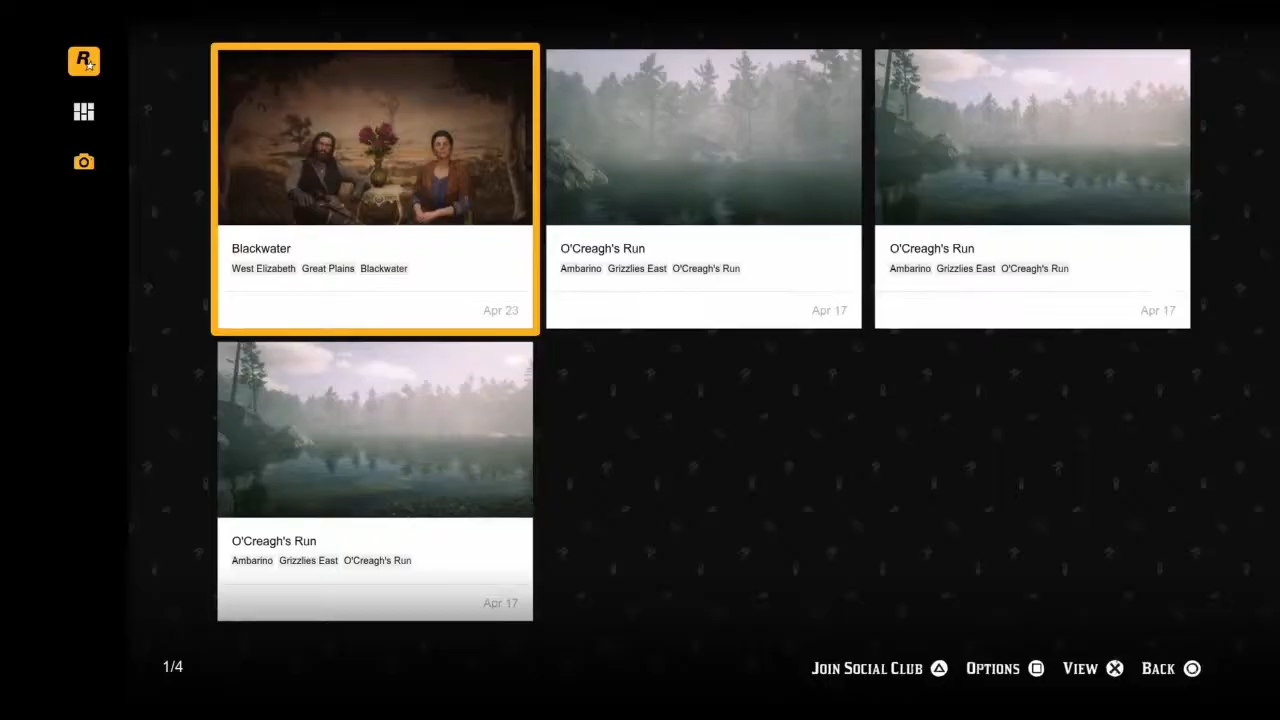 R
Blackwater
West Elizabeth Great Plains Blackwater
Apr 23
O'Creagh's Run
Ambarino Grizzlies East O'Creagh's Run
Apr 17
O'Creagh's Run
Ambarino Grizzlies East O'Creagh's Run
Apr 17
O'Creagh's Run
Ambarino Grizzlies East O'Creagh's Run
Apr 17
1/4
JOIN SOCIAL CLUB
OPTIONS
VIEW
BACK